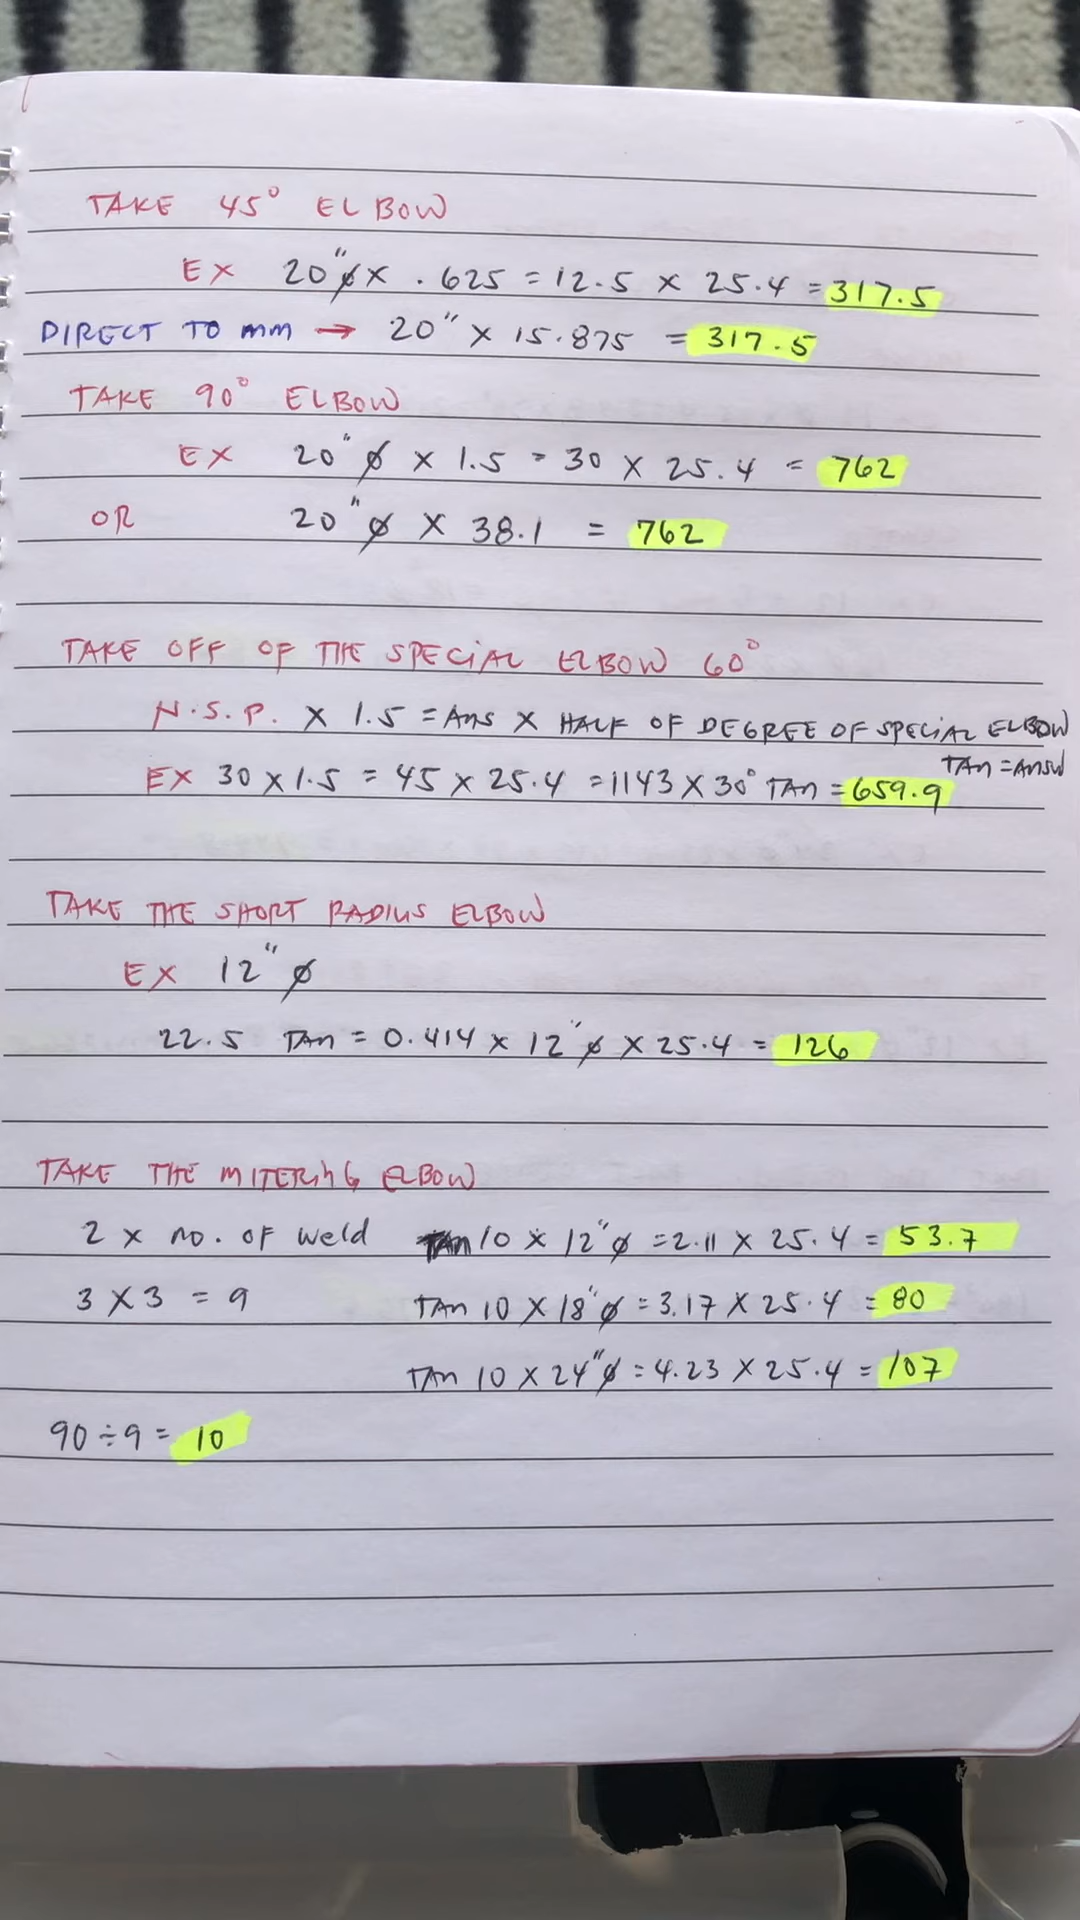 TAKE 45° ELBOW
EX 20"ø x .625 = 12.5 x 25.4 = 317.5
DIRECT TO mm → 20" x 15.875 = 317.5
TAKE 90° ELBOW
EX 20"ø x 1.5 = 30 x 25.4 = 762
OR 20"ø x 38.1 = 762
TAKE OFF OF THE SPECIAL ELBOW 60°
N.S.P. x 1.5 = Ans x HALF OF DEGREE OF SPECIAL ELBOW
TAn = Answ
EX 30 x 1.5 = 45 x 25.4 = 1143 x 30° TAn = 659.9
TAKE THE SHORT RADIUS ELBOW
EX 12"ø
22.5 TAn = 0.414 x 12"ø x 25.4 = 126
TAKE THE MITERING ELBOW
2 x no. OF weld TAn 10 x 12"ø = 2.11 x 25.4 = 53.7
3 x 3 = 9 TAn 10 x 18"ø = 3.17 x 25.4 = 80
TAn 10 x 24"ø = 4.23 x 25.4 = 107
90 ÷ 9 = 10